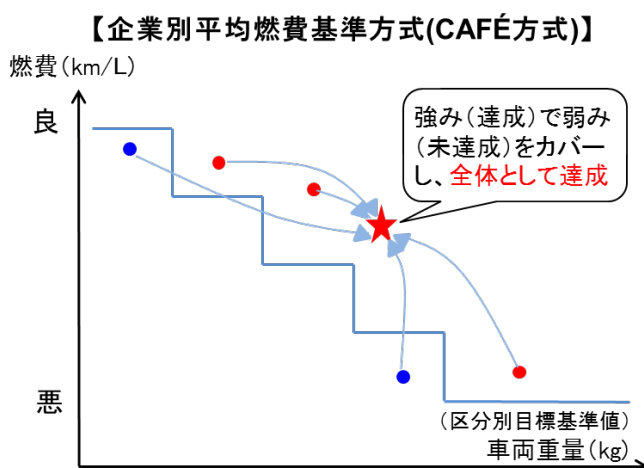 【企業別平均燃費基準方式(CAFÉ方式)】
燃費(km/L)
良
強み(達成)で弱み
(未達成)をカバー
し、全体として達成
悪
(区分別目標基準値)
車両重量(kg)